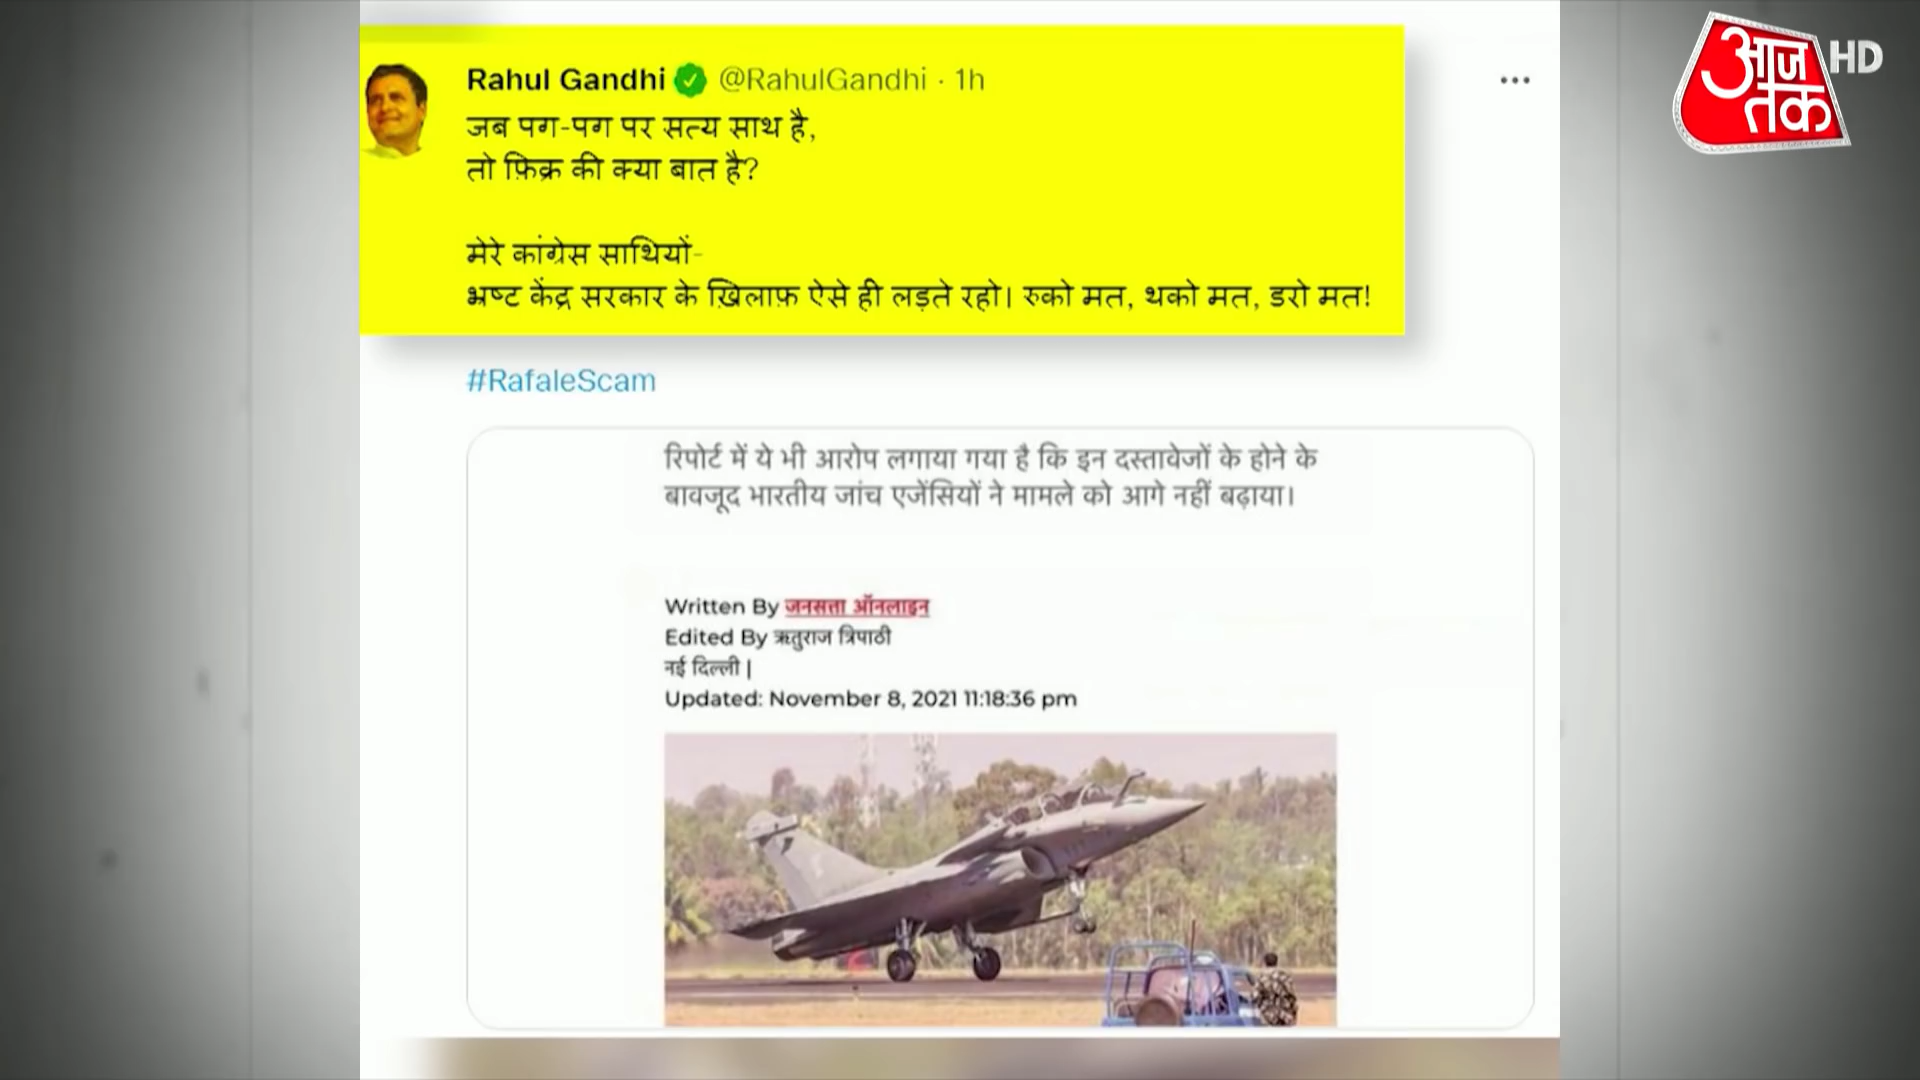 आज तक HD
Rahul Gandhi @RahulGandhi · 1h
जब पग-पग पर सत्य साथ है,
तो फ़िक्र की क्या बात है?
मेरे कांग्रेस साथियों-
भ्रष्ट केंद्र सरकार के ख़िलाफ़ ऐसे ही लड़ते रहो। रुको मत, थको मत, डरो मत!
#RafaleScam
रिपोर्ट में ये भी आरोप लगाया गया है कि इन दस्तावेजों के होने के
बावजूद भारतीय जांच एजेंसियों ने मामले को आगे नहीं बढ़ाया।
Written By जनसत्ता ऑनलाइन
Edited By ऋतुराज त्रिपाठी
नई दिल्ली |
Updated: November 8, 2021 11:18:36 pm